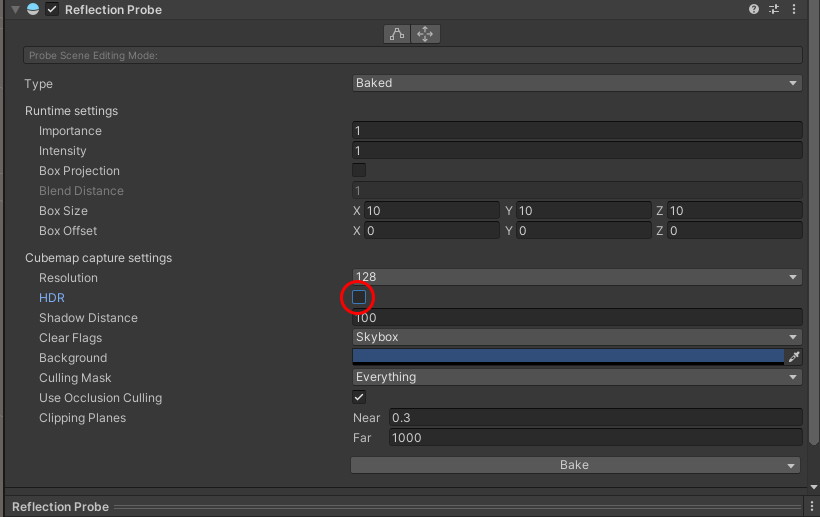 Reflection Probe
Probe Scene Editing Mode:
Type Baked
Runtime settings
Importance 1
Intensity 1
Box Projection
Blend Distance 1
Box Size X 10 Y 10 Z 10
Box Offset X 0 Y 0 Z 0
Cubemap capture settings
Resolution 128
HDR
Shadow Distance 100
Clear Flags Skybox
Background
Culling Mask Everything
Use Occlusion Culling
Clipping Planes Near 0.3
Far 1000
Bake
Reflection Probe